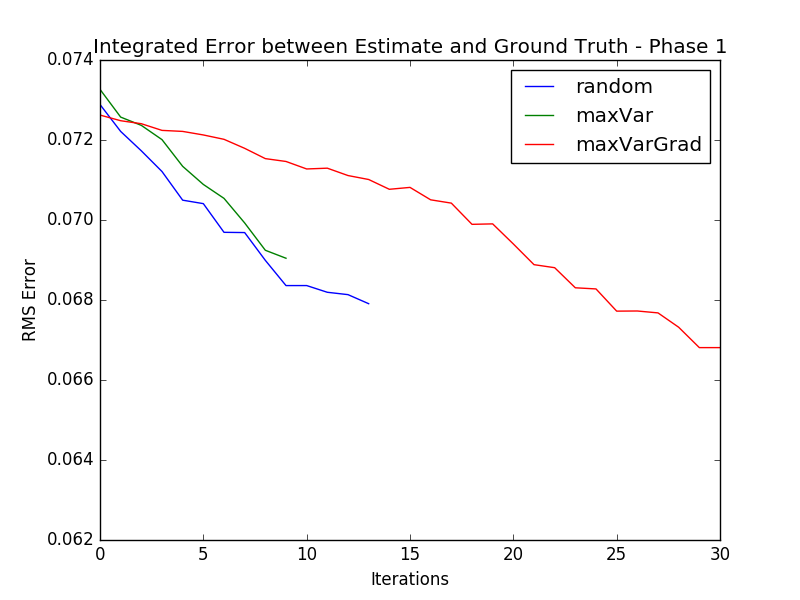 Integrated Error between Estimate and Ground Truth - Phase 1
0.074
0.072
0.070
0.068
0.066
0.064
0.062
RMS Error
random
maxVar
maxVarGrad
0 5 10 15 20 25 30
Iterations